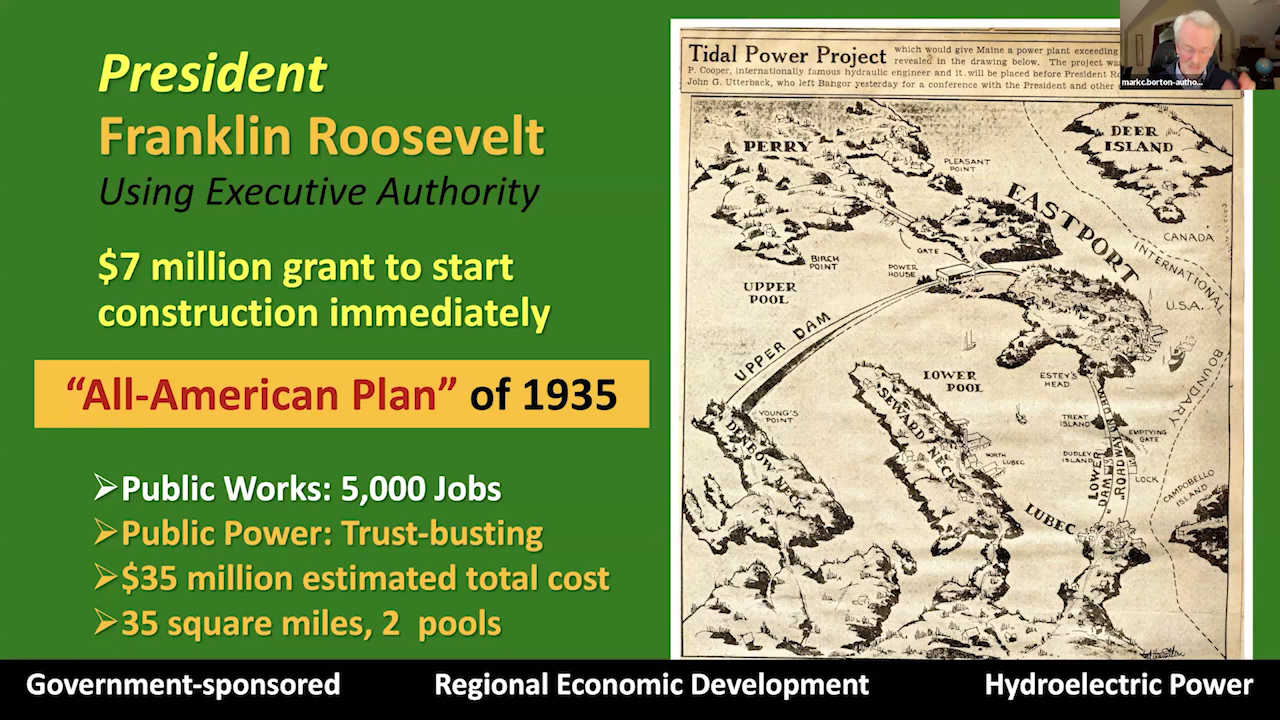 President
Franklin Roosevelt
Using Executive Authority
$7 million grant to start
construction immediately
“All-American Plan” of 1935
➢Public Works: 5,000 Jobs
➢Public Power: Trust-busting
➢$35 million estimated total cost
➢35 square miles, 2 pools
Tidal Power Project
which would give Maine a power plant exceeding
revealed in the drawing below. The project wa
P. Cooper, internationally famous hydraulic engineer and it will be placed before President Ro
John G. Utterback, who left Bangor yesterday for a conference with the President and other
markc.borton-autho...
PERRY
PLEASANT
POINT
DEER
ISLAND
EASTPORT
CANADA
INTERNATIONAL
BOUNDARY
U.S.A.
GATE
BIRCH
POINT
POWER
HOUSE
UPPER
POOL
UPPER DAM
LOWER
POOL
ESTEY'S
HEAD
YOUNG'S
POINT
DENBOW NECK
SEWARD NECK
TREAT
ISLAND
EMPTYING
GATE
NORTH
LUBEC
DUDLEY
ISLAND
LOWER
DAM
ROADWAY
LOCK
CAMPOBELLO
ISLAND
LUBEC
Government-sponsored
Regional Economic Development
Hydroelectric Power